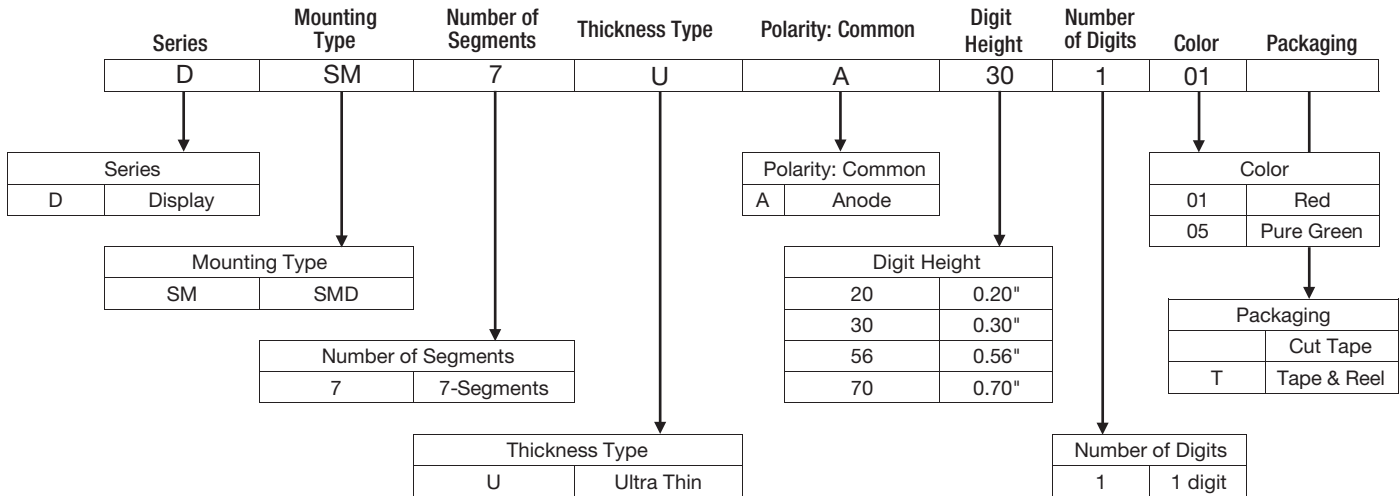 Series Mounting Type Number of Segments Thickness Type Polarity: Common Digit Height Number of Digits Color Packaging
D SM 7 U A 30 1 01
Series
D Display
Polarity: Common
A Anode
Color
01 Red
05 Pure Green
Mounting Type
SM SMD
Digit Height
20 0.20"
30 0.30"
56 0.56"
70 0.70"
Packaging
Cut Tape
T Tape & Reel
Number of Segments
7 7-Segments
Thickness Type
U Ultra Thin
Number of Digits
1 1 digit